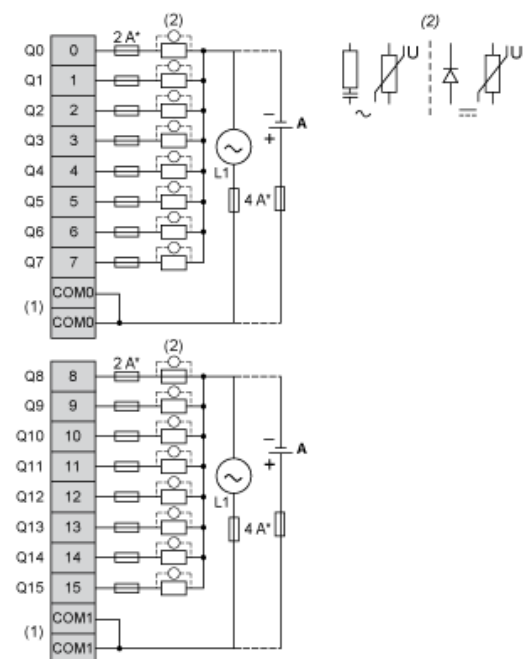 (2)
(2)
2 A*
Q0 0
Q1 1
Q2 2
Q3 3
Q4 4
Q5 5
Q6 6
Q7 7
(1) COM0
COM0
U
U
~
~
L1
4 A*
−
+
A
(2)
2 A*
Q8 8
Q9 9
Q10 10
Q11 11
Q12 12
Q13 13
Q14 14
Q15 15
(1) COM1
COM1
~
L1
4 A*
−
+
A